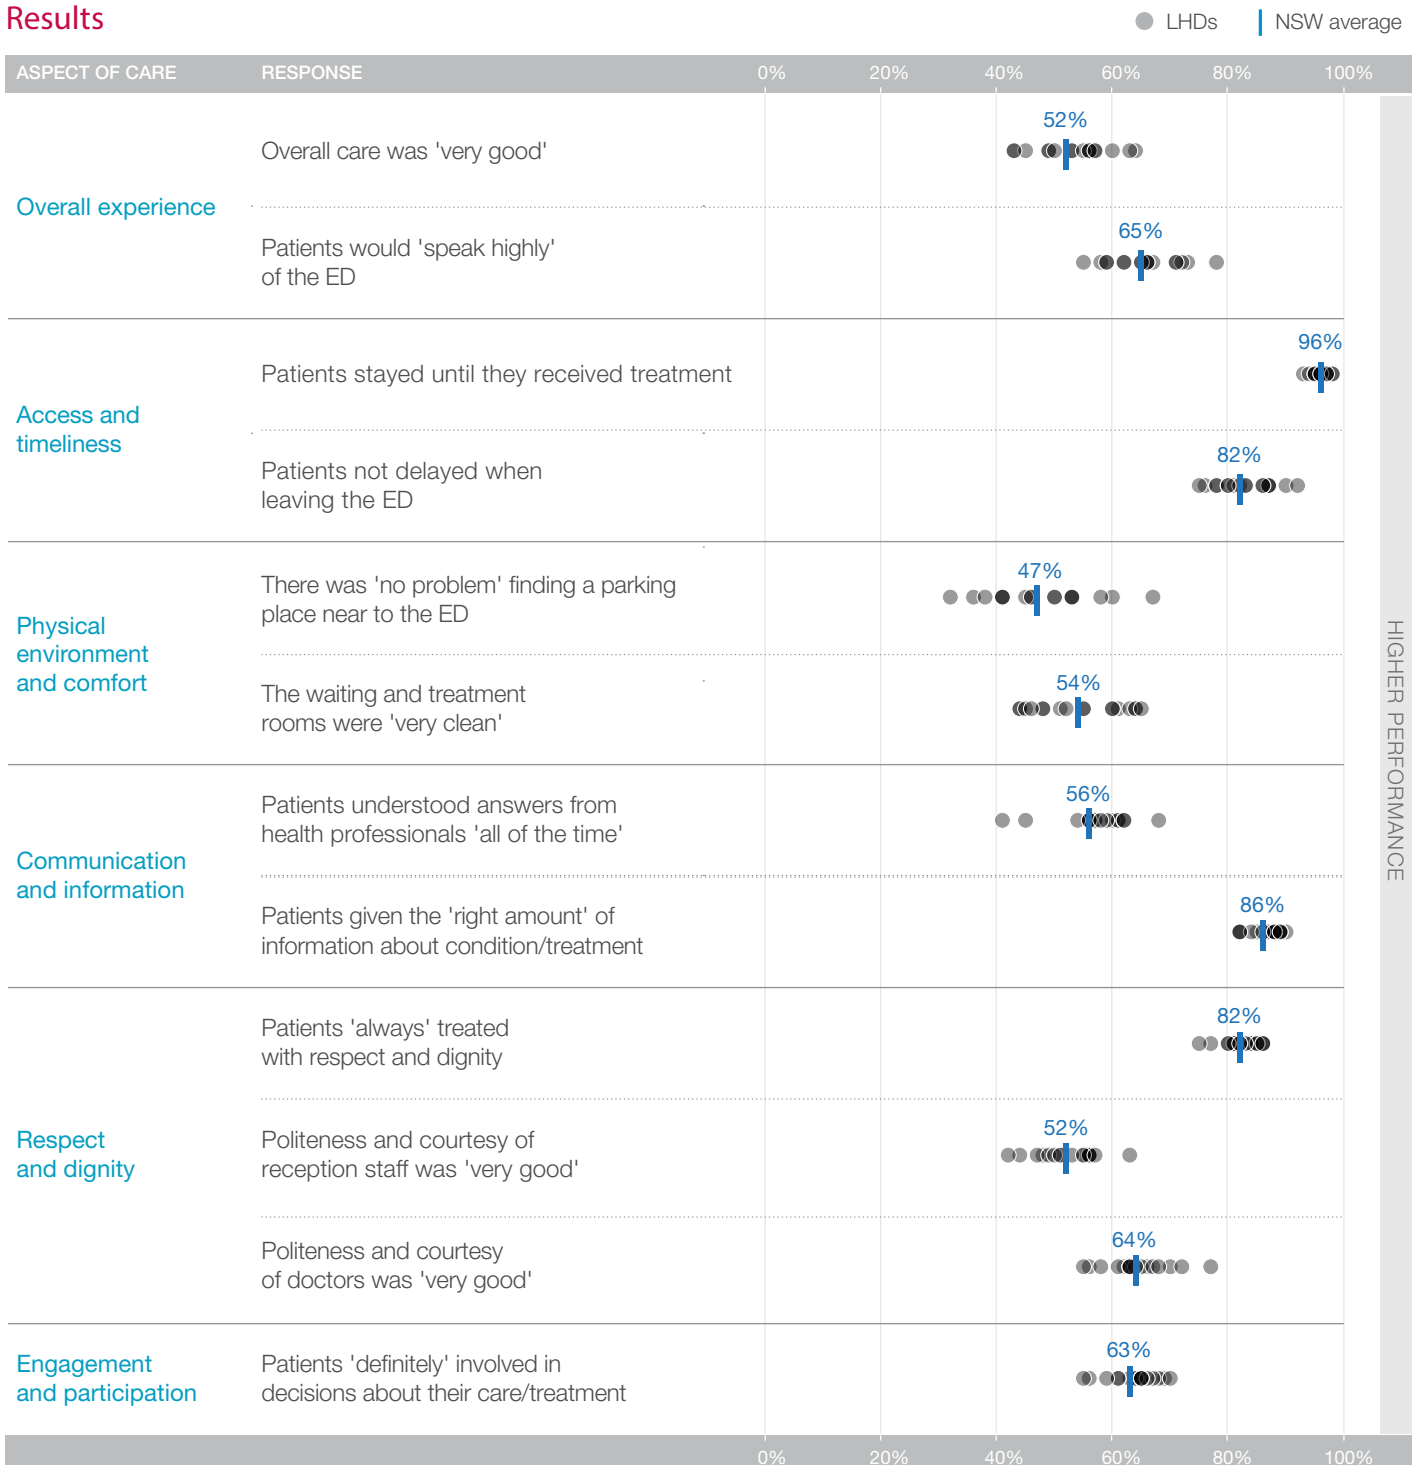 Results
LHDs
NSW average
ASPECT OF CARE
RESPONSE
0%
20%
40%
60%
80%
100%
Overall experience
Overall care was 'very good'
52%
Patients would 'speak highly'
of the ED
65%
Access and
timeliness
Patients stayed until they received treatment
96%
Patients not delayed when
leaving the ED
82%
Physical
environment
and comfort
There was 'no problem' finding a parking
place near to the ED
47%
The waiting and treatment
rooms were 'very clean'
54%
Communication
and information
Patients understood answers from
health professionals 'all of the time'
56%
Patients given the 'right amount' of
information about condition/treatment
86%
Respect
and dignity
Patients 'always' treated
with respect and dignity
82%
Politeness and courtesy of
reception staff was 'very good'
52%
Politeness and courtesy
of doctors was 'very good'
64%
Engagement
and participation
Patients 'definitely' involved in
decisions about their care/treatment
63%
HIGHER PERFORMANCE
0%
20%
40%
60%
80%
100%